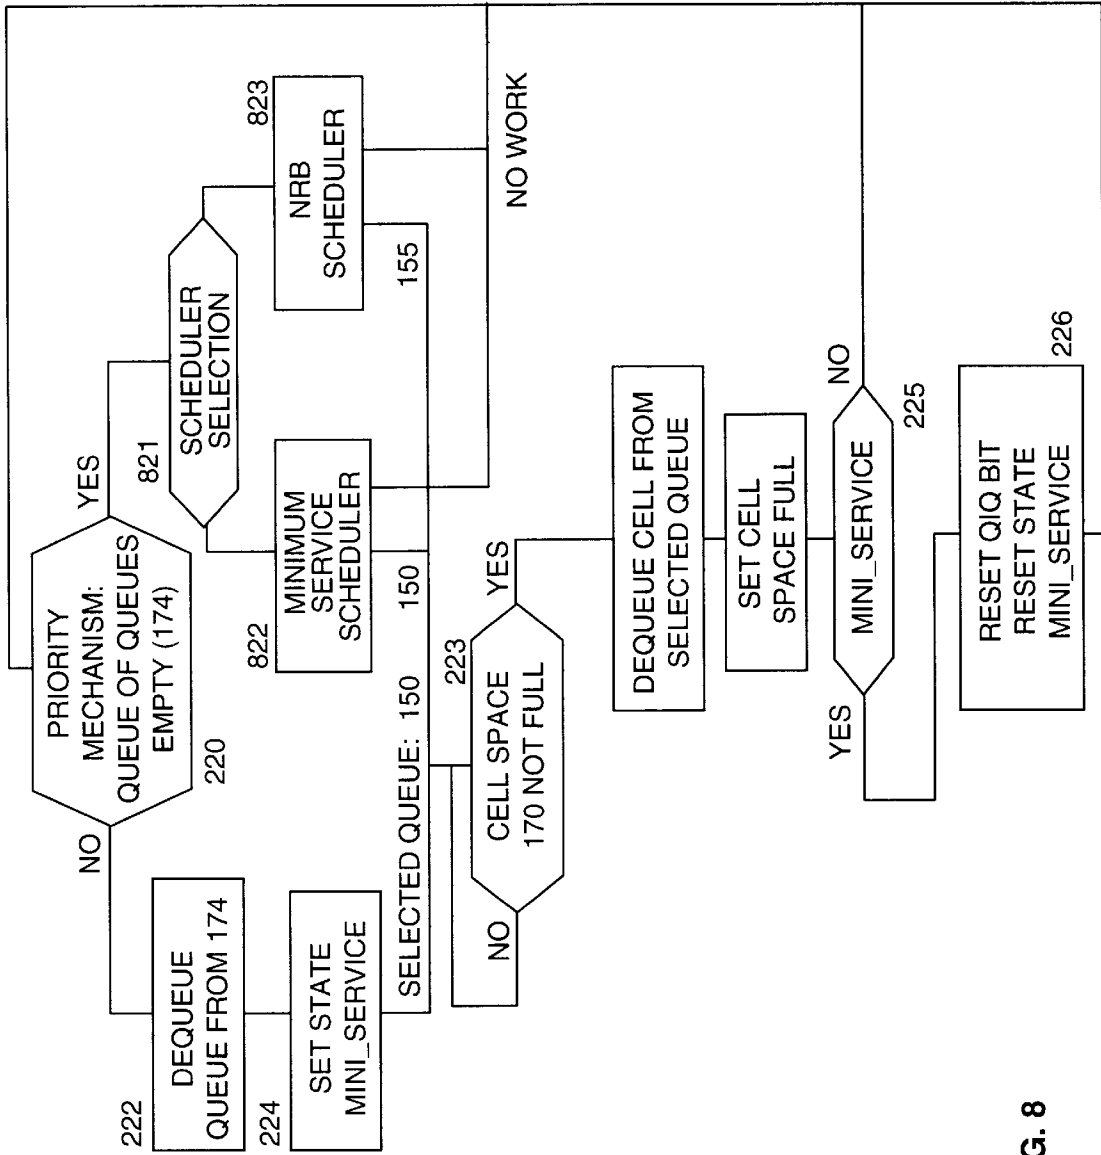 PRIORITY
MECHANISM:
QUEUE OF QUEUES
EMPTY (174)
220
NO
YES
222
DEQUEUE
QUEUE FROM 174
224
SET STATE
MINI_SERVICE
821
SCHEDULER
SELECTION
822
MINIMUM
SERVICE
SCHEDULER
823
NRB
SCHEDULER
SELECTED QUEUE: 150
150
155
NO WORK
223
CELL SPACE
170 NOT FULL
NO
YES
DEQUEUE CELL FROM
SELECTED QUEUE
SET CELL
SPACE FULL
MINI_SERVICE
225
YES
NO
RESET QIQ BIT
RESET STATE
MINI_SERVICE
226
G. 8